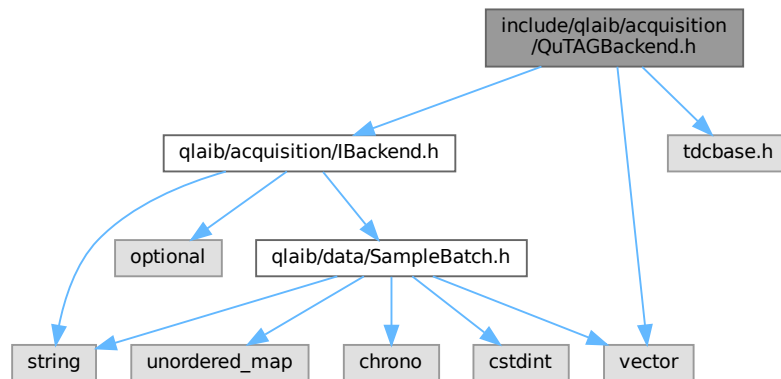 include/qlaib/acquisition
/QuTAGBackend.h
qlaib/acquisition/IBackend.h
tdcbase.h
optional
qlaib/data/SampleBatch.h
string
unordered_map
chrono
cstdint
vector